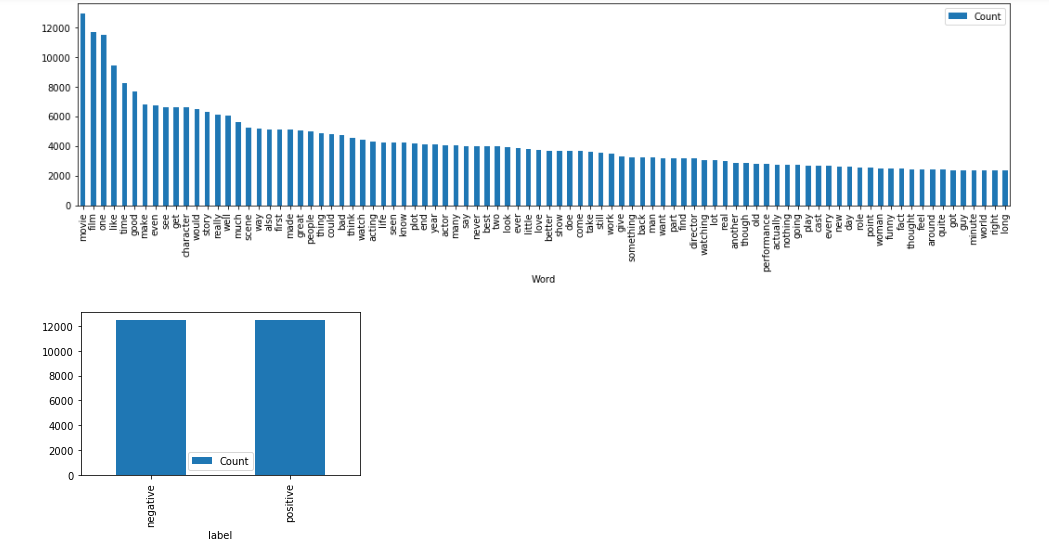 12000
10000
8000
6000
4000
2000
0
Count
movie
film
one
like
time
good
make
even
see
get
character
would
story
really
well
much
scene
way
also
first
made
great
people
thing
could
bad
think
watch
acting
life
seen
know
plot
end
year
actor
many
say
never
best
two
look
ever
little
love
better
show
doe
come
take
still
work
give
something
back
man
want
part
find
director
watching
lot
real
another
though
old
performance
actually
nothing
going
play
cast
every
new
day
role
point
woman
funny
fact
thought
feel
around
quite
got
guy
minute
world
right
long
Word
12000
10000
8000
6000
4000
2000
0
Count
negative
positive
label